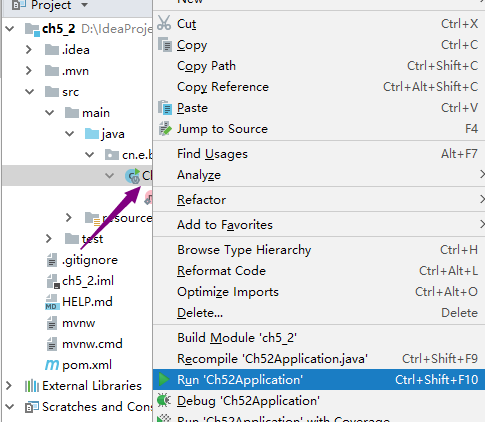 Project
ch5_2 D:\IdeaProj
.idea
.mvn
src
main
java
cn.e.b
resource
test
.gitignore
ch5_2.iml
HELP.md
mvnw
mvnw.cmd
pom.xml
External Libraries
Scratches and Cons
Cut Ctrl+X
Copy Ctrl+C
Copy Path Ctrl+Shift+C
Copy Reference Ctrl+Alt+Shift+C
Paste Ctrl+V
Jump to Source F4
Find Usages Alt+F7
Analyze
Refactor
Add to Favorites
Browse Type Hierarchy Ctrl+H
Reformat Code Ctrl+Alt+L
Optimize Imports Ctrl+Alt+O
Delete... Delete
Build Module 'ch5_2'
Recompile 'Ch52Application.java' Ctrl+Shift+F9
Run 'Ch52Application' Ctrl+Shift+F10
Debug 'Ch52Application'
Run 'Ch52Application' with Coverage